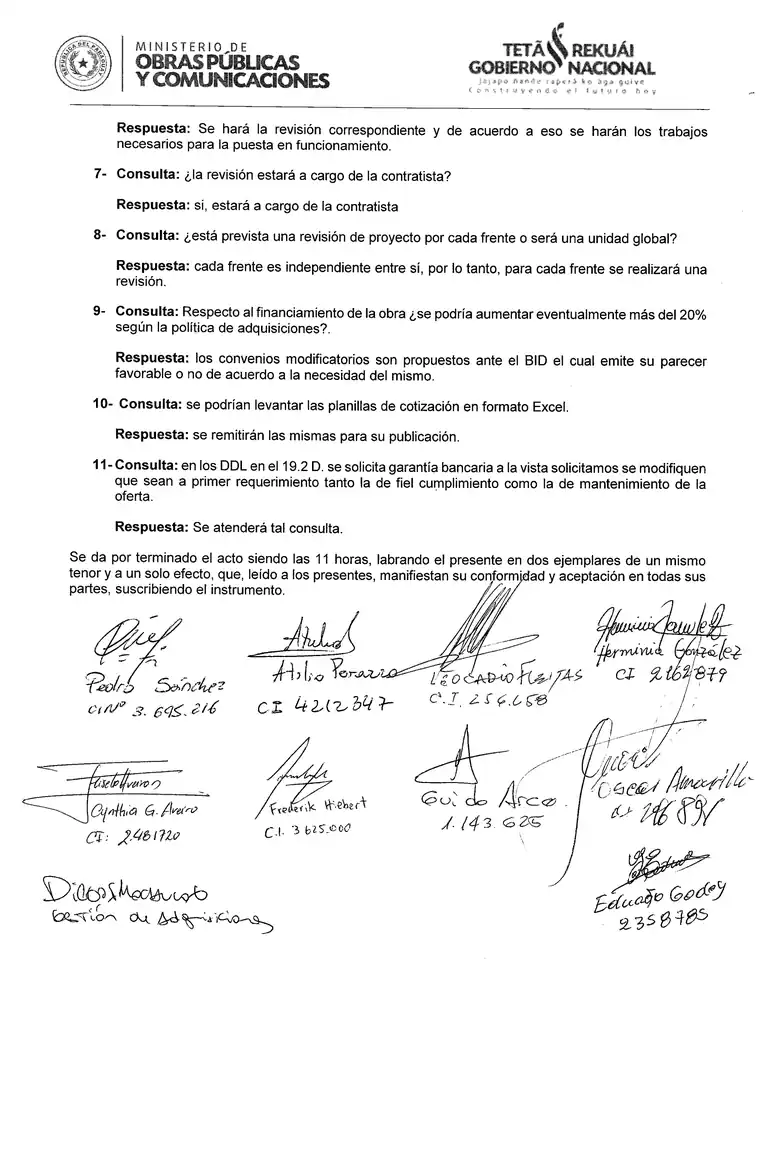 MINISTERIO DE
OBRAS PÚBLICAS
Y COMUNICACIONES
TETÃ REKUÁI
GOBIERNO NACIONAL
Jajapo ñande raperã ko ãga guive
Construyendo el futuro hoy
Respuesta: Se hará la revisión correspondiente y de acuerdo a eso se harán los trabajos
necesarios para la puesta en funcionamiento.
7- Consulta: ¿la revisión estará a cargo de la contratista?
Respuesta: si, estará a cargo de la contratista
8- Consulta: ¿está prevista una revisión de proyecto por cada frente o será una unidad global?
Respuesta: cada frente es independiente entre sí, por lo tanto, para cada frente se realizará una
revisión.
9- Consulta: Respecto al financiamiento de la obra ¿se podría aumentar eventualmente más del 20%
según la política de adquisiciones?.
Respuesta: los convenios modificatorios son propuestos ante el BID el cual emite su parecer
favorable o no de acuerdo a la necesidad del mismo.
10- Consulta: se podrían levantar las planillas de cotización en formato Excel.
Respuesta: se remitirán las mismas para su publicación.
11- Consulta: en los DDL en el 19.2 D. se solicita garantía bancaria a la vista solicitamos se modifiquen
que sean a primer requerimiento tanto la de fiel cumplimiento como la de mantenimiento de la
oferta.
Respuesta: Se atenderá tal consulta.
Se da por terminado el acto siendo las 11 horas, labrando el presente en dos ejemplares de un mismo
tenor y a un solo efecto, que, leído a los presentes, manifiestan su conformidad y aceptación en todas sus
partes, suscribiendo el instrumento.
Pedro Sánchez
CI Nº 3.695.216
Atilio
CI 4212347
LEOCADIO FLEITAS
C.I. 256.658
Herminia González
CI 2162879
Cynthia G.
CI: 2.481720
Frederik Hiebert
C.I. 3625.000
Guido Arce
1.143.625
Oscar Amarilla
Eduardo Godoy
2358785
Gestión de Adquisiciones